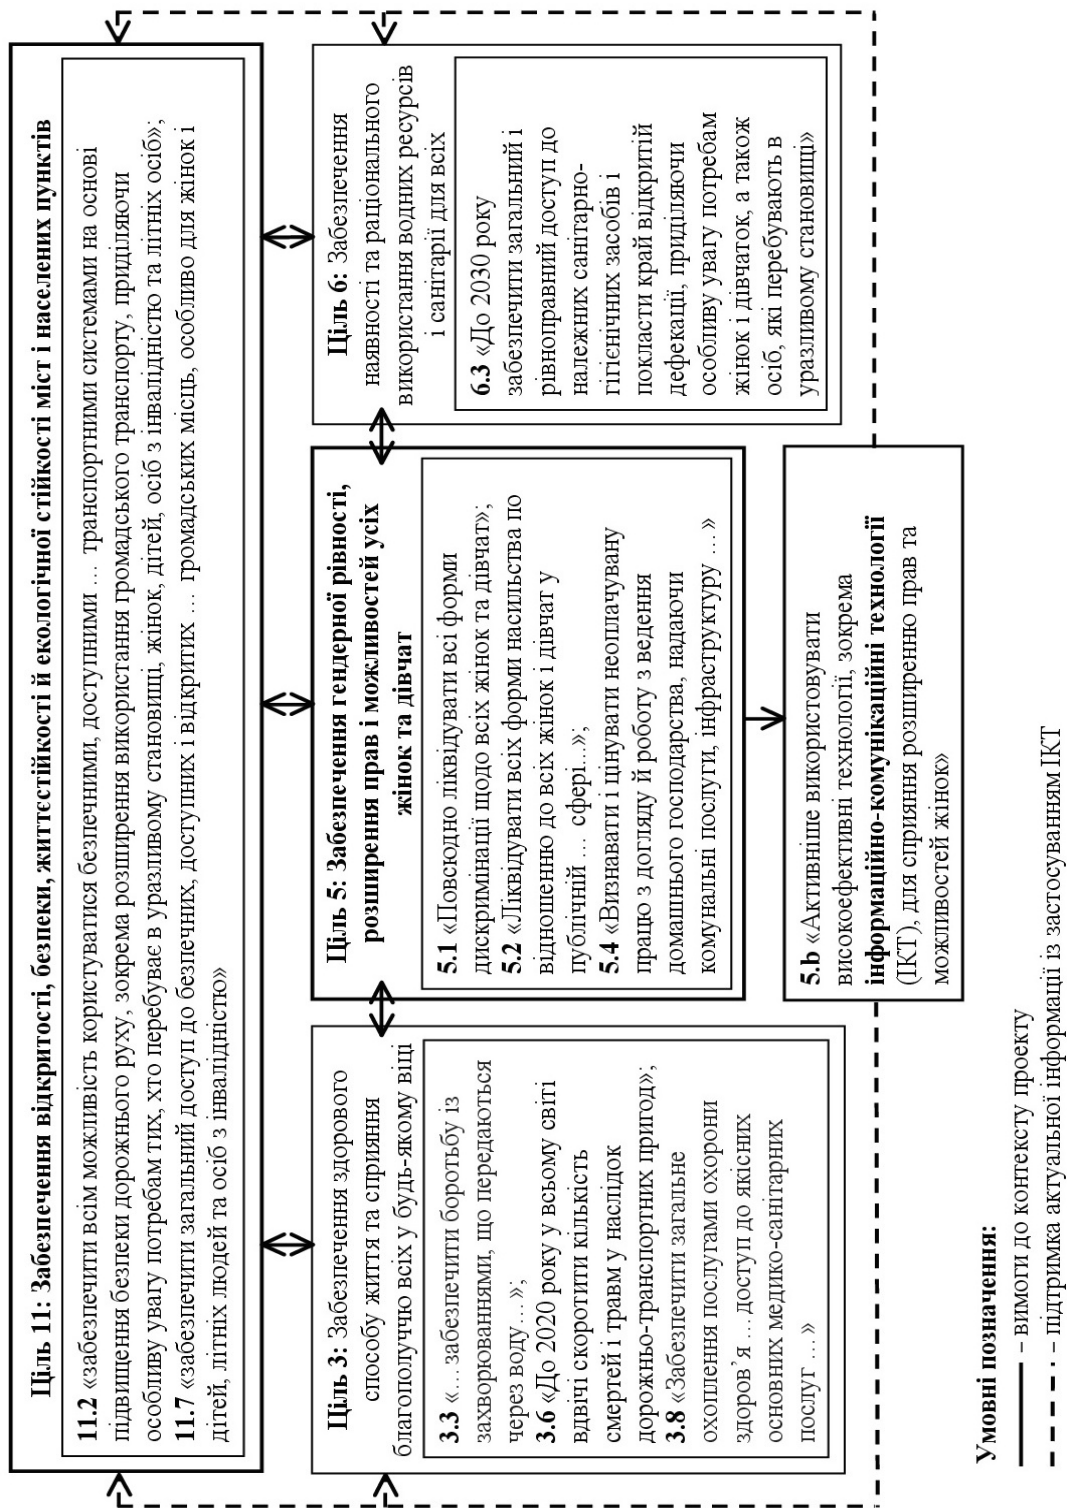 Ціль 11: Забезпечення відкритості, безпеки, життєстійкості й екологічної стійкості міст і населених пунктів
11.2 «забезпечити всім можливість користуватися безпечними, доступними … транспортними системами на основі
підвищення безпеки дорожнього руху, зокрема розширення використання громадського транспорту, приділяючи
особливу увагу потребам тих, хто перебуває в уразливому становищі, жінок, дітей, осіб з інвалідністю та літніх осіб»;
11.7 «забезпечити загальний доступ до безпечних, доступних і відкритих … громадських місць, особливо для жінок і
дітей, літніх людей та осіб з інвалідністю»
Ціль 3: Забезпечення здорового
способу життя та сприяння
благополуччю всіх у будь-якому віці
3.3 «… забезпечити боротьбу із
захворюваннями, що передаються
через воду…»;
3.6 «До 2020 року у всьому світі
вдвічі скоротити кількість
смертей і травм у наслідок
дорожньо-транспортних пригод»;
3.8 «Забезпечити загальне
охоплення послугами охорони
здоров'я … доступ до якісних
основних медико-санітарних
послуг …»
Ціль 5: Забезпечення гендерної рівності,
розширення прав і можливостей усіх
жінок та дівчат
5.1 «Повсюдно ліквідувати всі форми
дискримінації щодо всіх жінок та дівчат»;
5.2 «Ліквідувати всіх форми насильства по
відношенню до всіх жінок і дівчат у
публічній … сфері…»;
5.4 «Визнавати і цінувати неоплачувану
працю з догляду й роботу з ведення
домашнього господарства, надаючи
комунальні послуги, інфраструктуру …»
Ціль 6: Забезпечення
наявності та раціонального
використання водних ресурсів
і санітарії для всіх
6.3 «До 2030 року
забезпечити загальний і
рівноправний доступ до
належних санітарно-
гігієнічних засобів і
покласти край відкритій
дефекації, приділяючи
особливу увагу потребам
жінок і дівчаток, а також
осіб, які перебувають в
уразливому становищі»
5.b «Активніше використовувати
високоефективні технології, зокрема
інформаційно-комунікаційні технології
(ІКТ), для сприяння розширенню прав та
можливостей жінок»
Умовні позначення:
– вимоги до контексту проекту
– підтримка актуальної інформації із застосуванням ІКТ